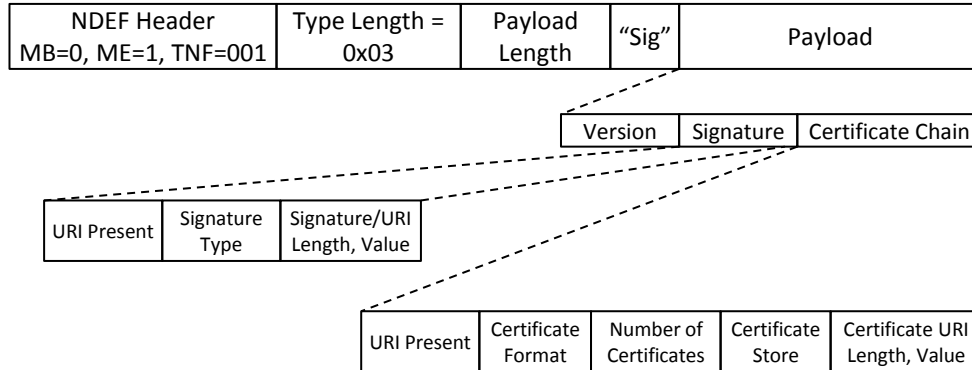 NDEF Header
MB=0, ME=1, TNF=001
Type Length =
0x03
Payload
Length
“Sig”
Payload
Version
Signature
Certificate Chain
URI Present
Signature
Type
Signature/URI
Length, Value
URI Present
Certificate
Format
Number of
Certificates
Certificate
Store
Certificate URI
Length, Value